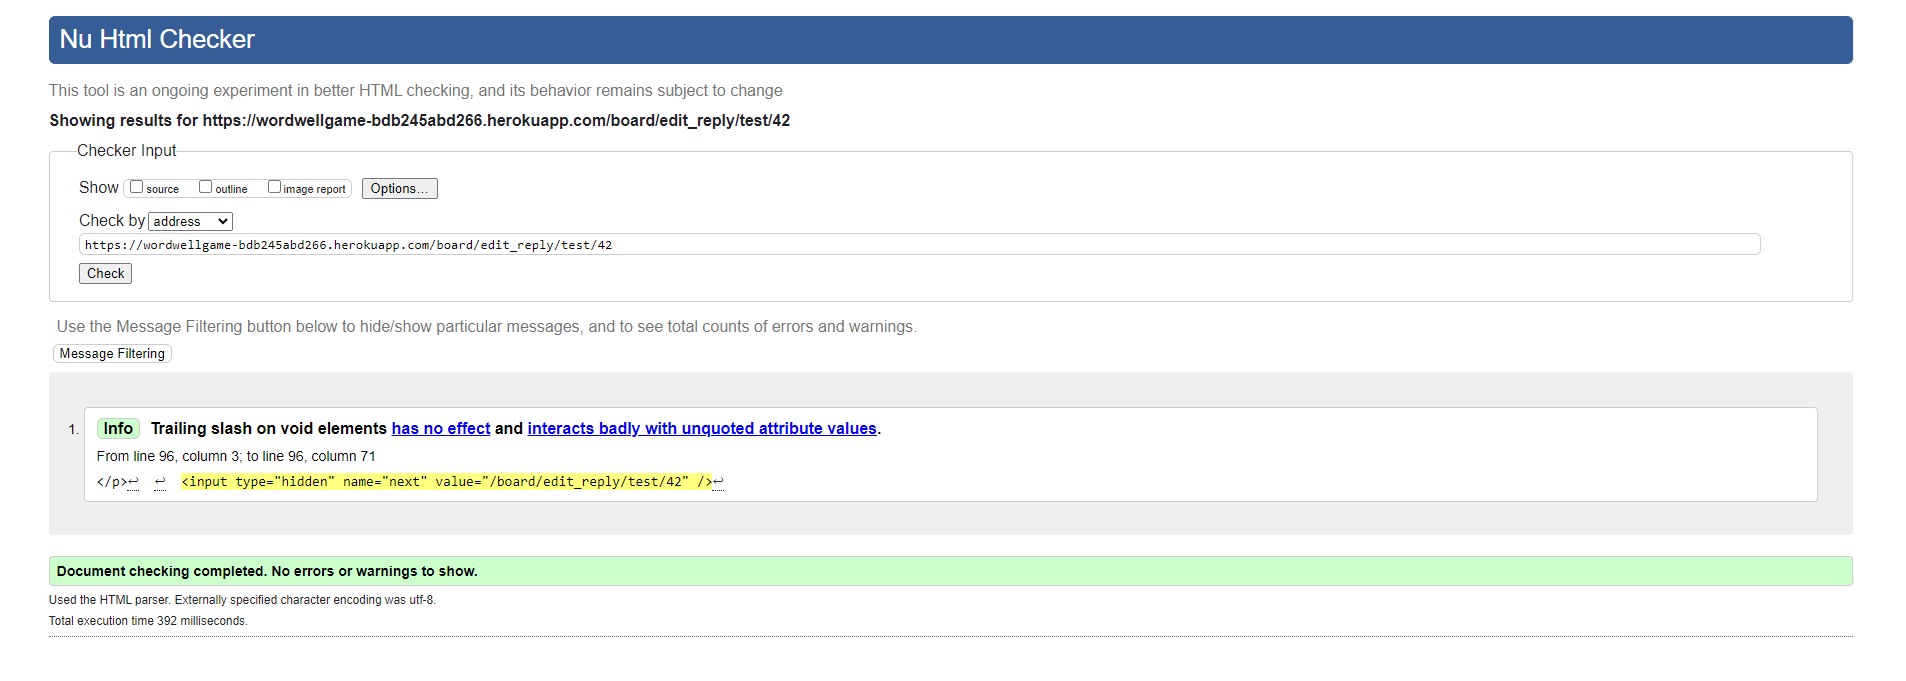 Nu Html Checker
This tool is an ongoing experiment in better HTML checking, and its behavior remains subject to change
Showing results for https://wordwellgame-bdb245abd266.herokuapp.com/board/edit_reply/test/42
Checker Input
Show source outline image report Options...
Check by address
https://wordwellgame-bdb245abd266.herokuapp.com/board/edit_reply/test/42
Check
Use the Message Filtering button below to hide/show particular messages, and to see total counts of errors and warnings.
Message Filtering
1. Info Trailing slash on void elements has no effect and interacts badly with unquoted attribute values.
From line 96, column 3; to line 96, column 71
</p>↩ ↩ <input type="hidden" name="next" value="/board/edit_reply/test/42" />↩
Document checking completed. No errors or warnings to show.
Used the HTML parser. Externally specified character encoding was utf-8.
Total execution time 392 milliseconds.